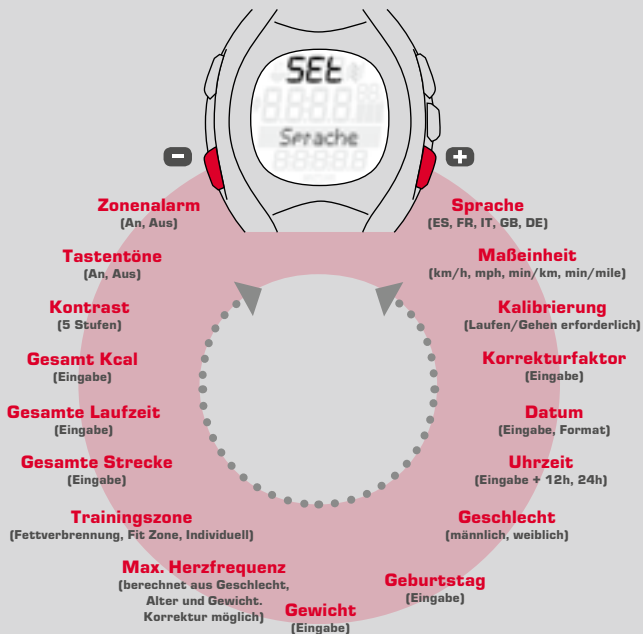 SEt
Sprache
-
+
Sprache
(ES, FR, IT, GB, DE)
Maßeinheit
(km/h, mph, min/km, min/mile)
Kalibrierung
(Laufen/Gehen erforderlich)
Korrekturfaktor
(Eingabe)
Datum
(Eingabe, Format)
Uhrzeit
(Eingabe + 12h, 24h)
Geschlecht
(männlich, weiblich)
Geburtstag
(Eingabe)
Gewicht
(Eingabe)
Max. Herzfrequenz
(berechnet aus Geschlecht,
Alter und Gewicht.
Korrektur möglich)
Trainingszone
(Fettverbrennung, Fit Zone, Individuell)
Gesamte Strecke
(Eingabe)
Gesamte Laufzeit
(Eingabe)
Gesamt Kcal
(Eingabe)
Kontrast
(5 Stufen)
Tastentöne
(An, Aus)
Zonenalarm
(An, Aus)